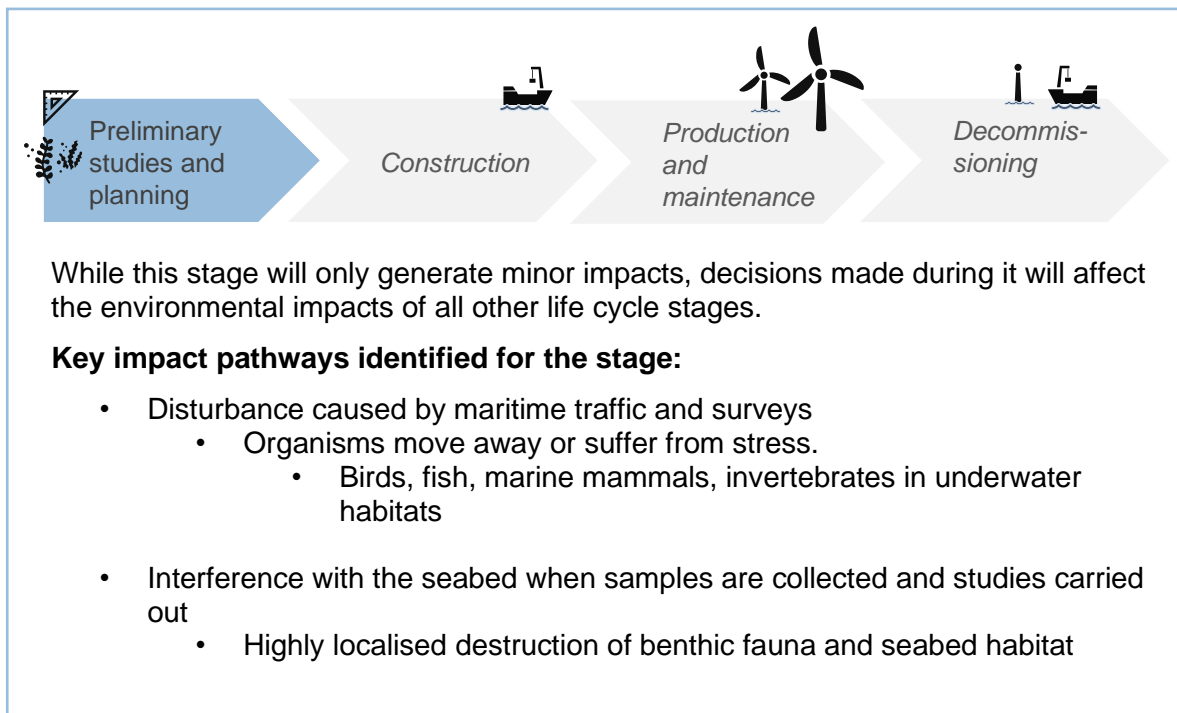 Preliminary
studies and
planning
Construction
Production
and
maintenance
Decommis-
sioning
While this stage will only generate minor impacts, decisions made during it will affect
the environmental impacts of all other life cycle stages.
Key impact pathways identified for the stage:
• Disturbance caused by maritime traffic and surveys
• Organisms move away or suffer from stress.
• Birds, fish, marine mammals, invertebrates in underwater
habitats
• Interference with the seabed when samples are collected and studies carried
out
• Highly localised destruction of benthic fauna and seabed habitat